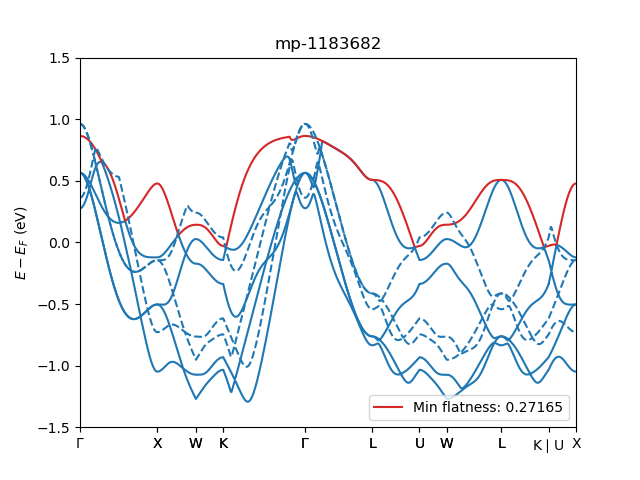 mp-1183682
E − E_F (eV)
1.5
1.0
0.5
0.0
−0.5
−1.0
−1.5
Min flatness: 0.27165
Γ X W K Γ L U W L K | U X